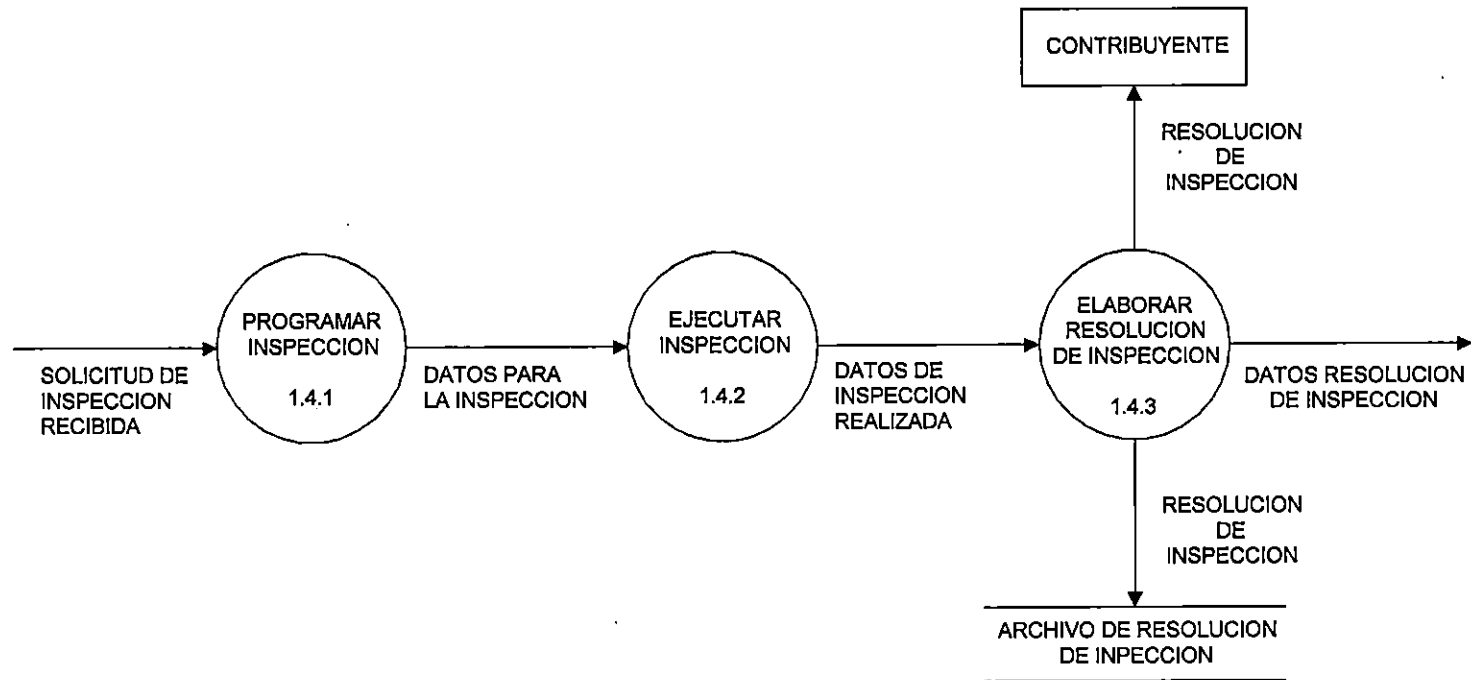 CONTRIBUYENTE
RESOLUCION
DE
INSPECCION
PROGRAMAR
INSPECCION
1.4.1
EJECUTAR
INSPECCION
1.4.2
ELABORAR
RESOLUCION
DE INSPECCION
1.4.3
SOLICITUD DE
INSPECCION
RECIBIDA
DATOS PARA
LA INSPECCION
DATOS DE
INSPECCION
REALIZADA
DATOS RESOLUCION
DE INSPECCION
RESOLUCION
DE
INSPECCION
ARCHIVO DE RESOLUCION
DE INPECCION